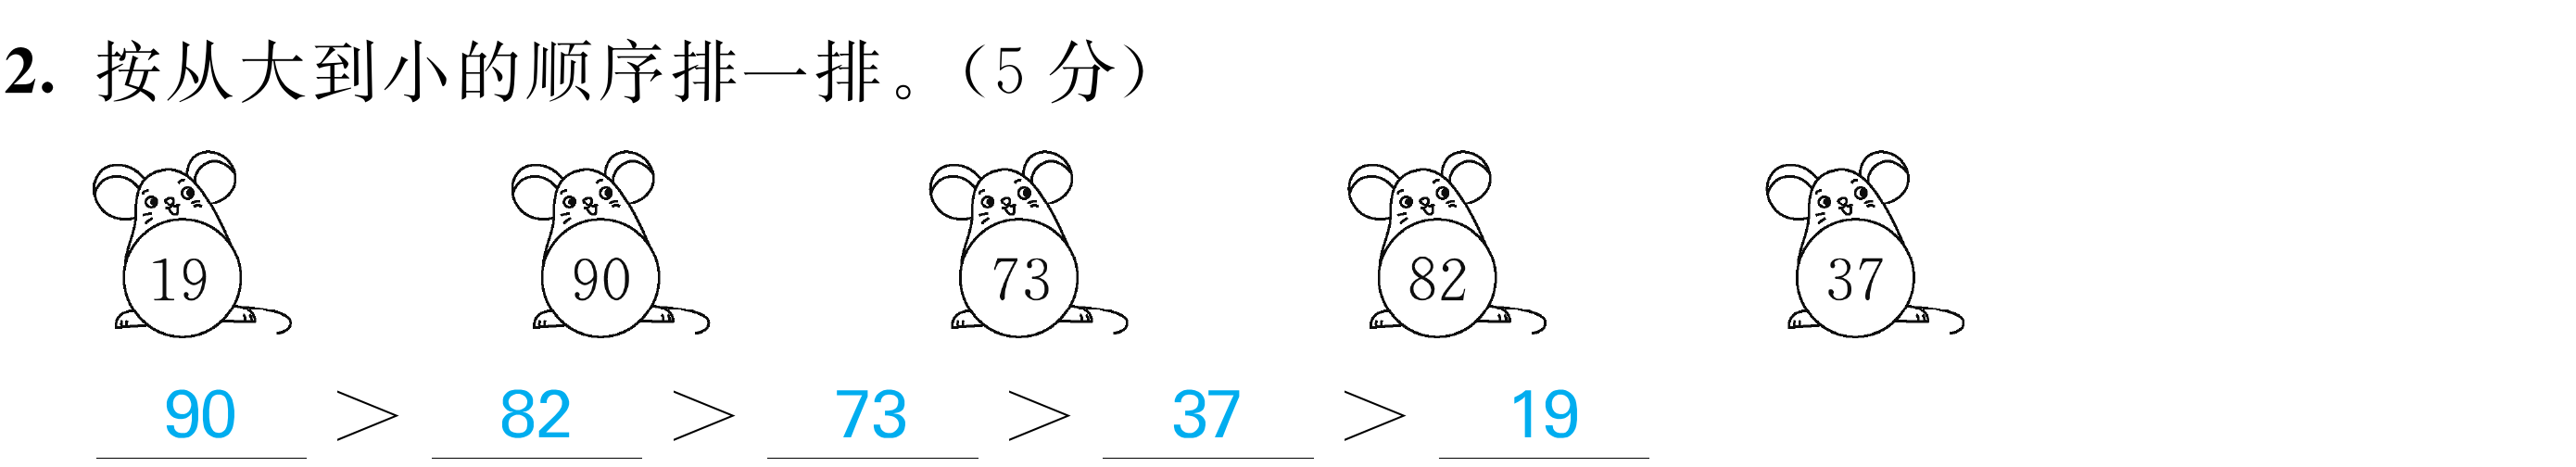 2. 按从大到小的顺序排一排。(5 分)
19 90 73 82 37
90 > 82 > 73 > 37 > 19